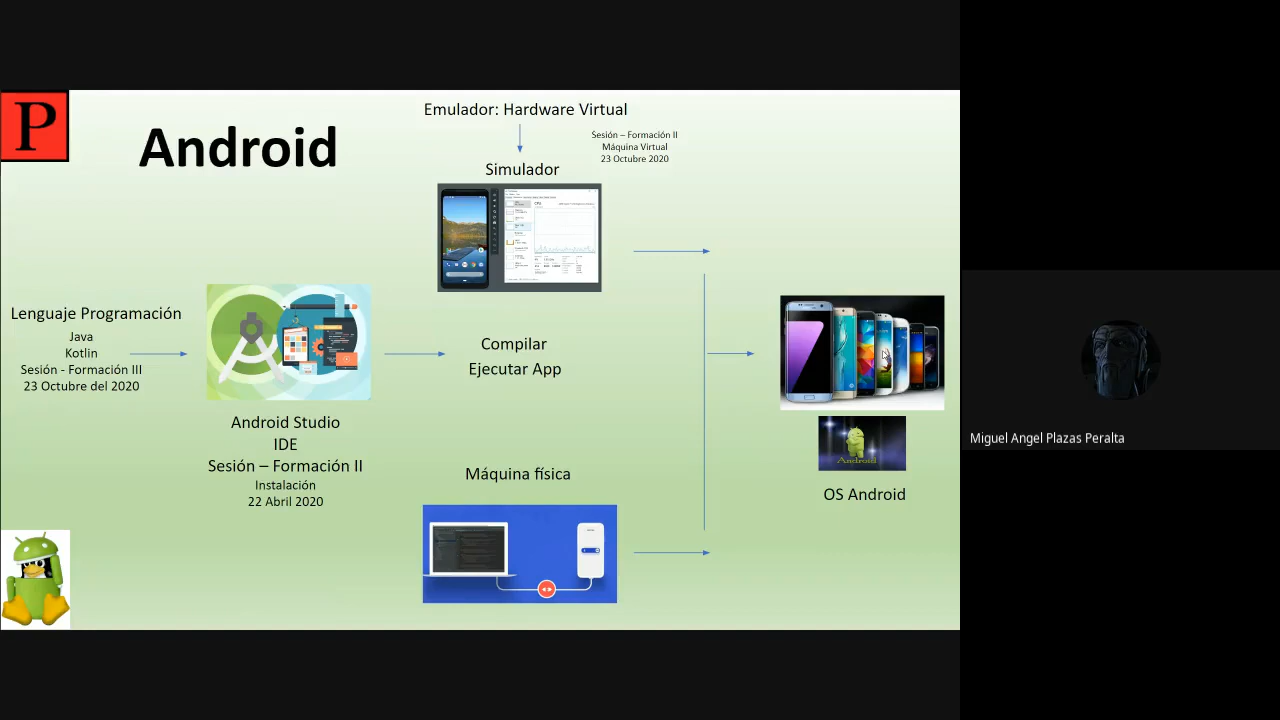 P
Android
Emulador: Hardware Virtual
Sesión – Formación II
Máquina Virtual
23 Octubre 2020
Simulador
Lenguaje Programación
Java
Kotlin
Sesión - Formación III
23 Octubre del 2020
Android Studio
IDE
Sesión – Formación II
Instalación
22 Abril 2020
Compilar
Ejecutar App
Máquina física
Android
OS Android
Miguel Angel Plazas Peralta